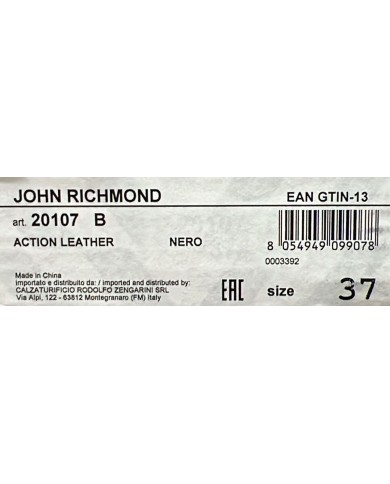 JOHN RICHMOND
EAN GTIN-13
art. 20107 B
ACTION LEATHER NERO
8 054949 099078
0003392
Made in China
importato e distribuito da: / imported and distributed by:
CALZATURIFICIO RODOLFO ZENGARINI SRL
Via Alpi, 122 - 63812 Montegranaro (FM) Italy
EAC
size 37